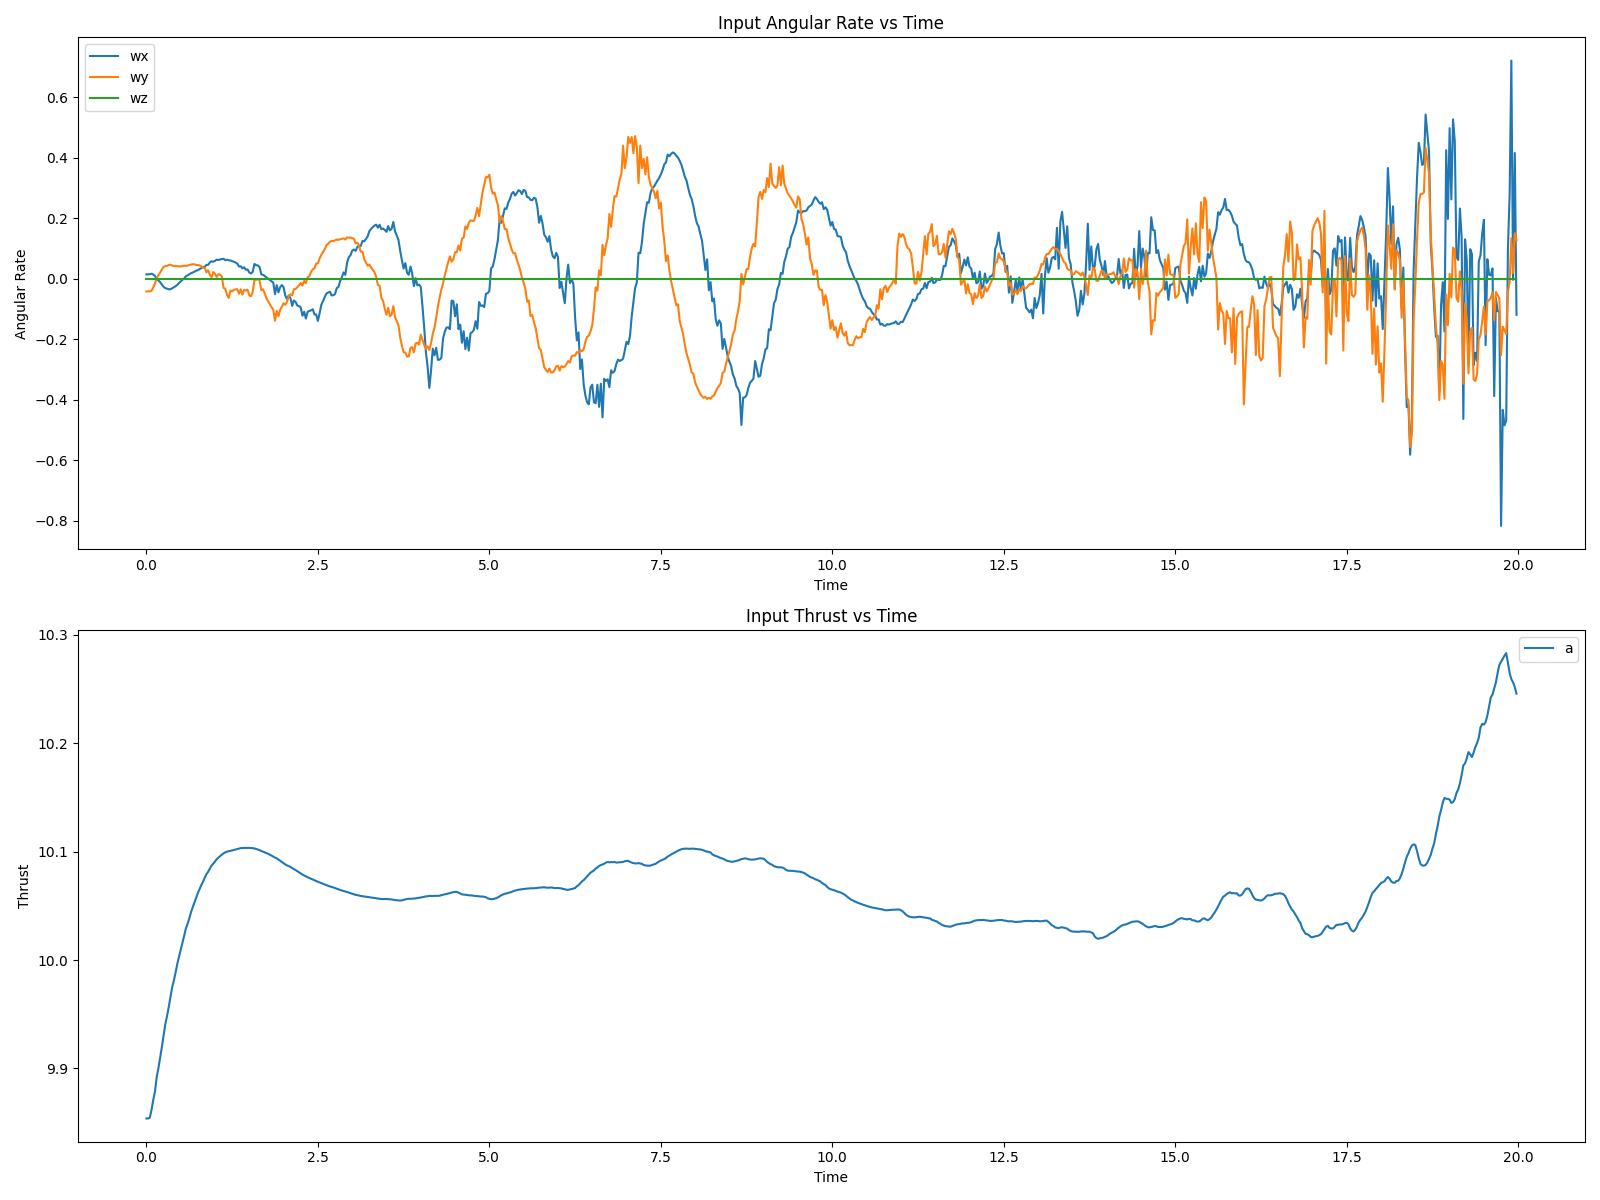 Input Angular Rate vs Time
wx
wy
wz
Angular Rate
0.6
0.4
0.2
0.0
−0.2
−0.4
−0.6
−0.8
0.0 2.5 5.0 7.5 10.0 12.5 15.0 17.5 20.0
Time
Input Thrust vs Time
a
Thrust
10.3
10.2
10.1
10.0
9.9
0.0 2.5 5.0 7.5 10.0 12.5 15.0 17.5 20.0
Time